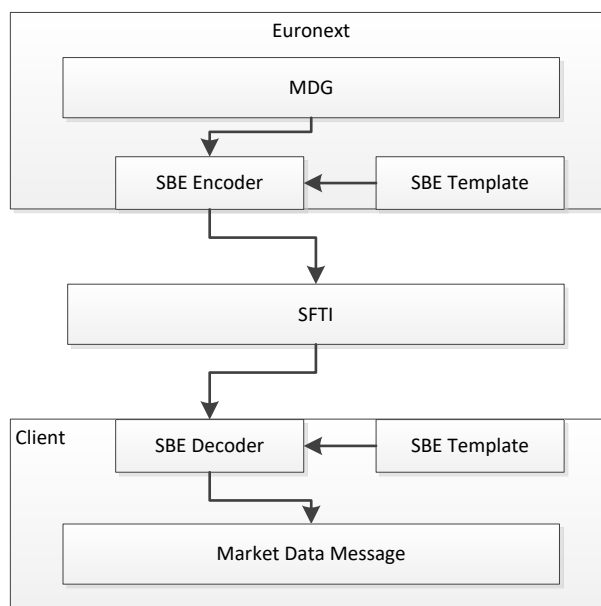 Euronext
MDG
SBE Encoder
SBE Template
SFTI
Client
SBE Decoder
SBE Template
Market Data Message